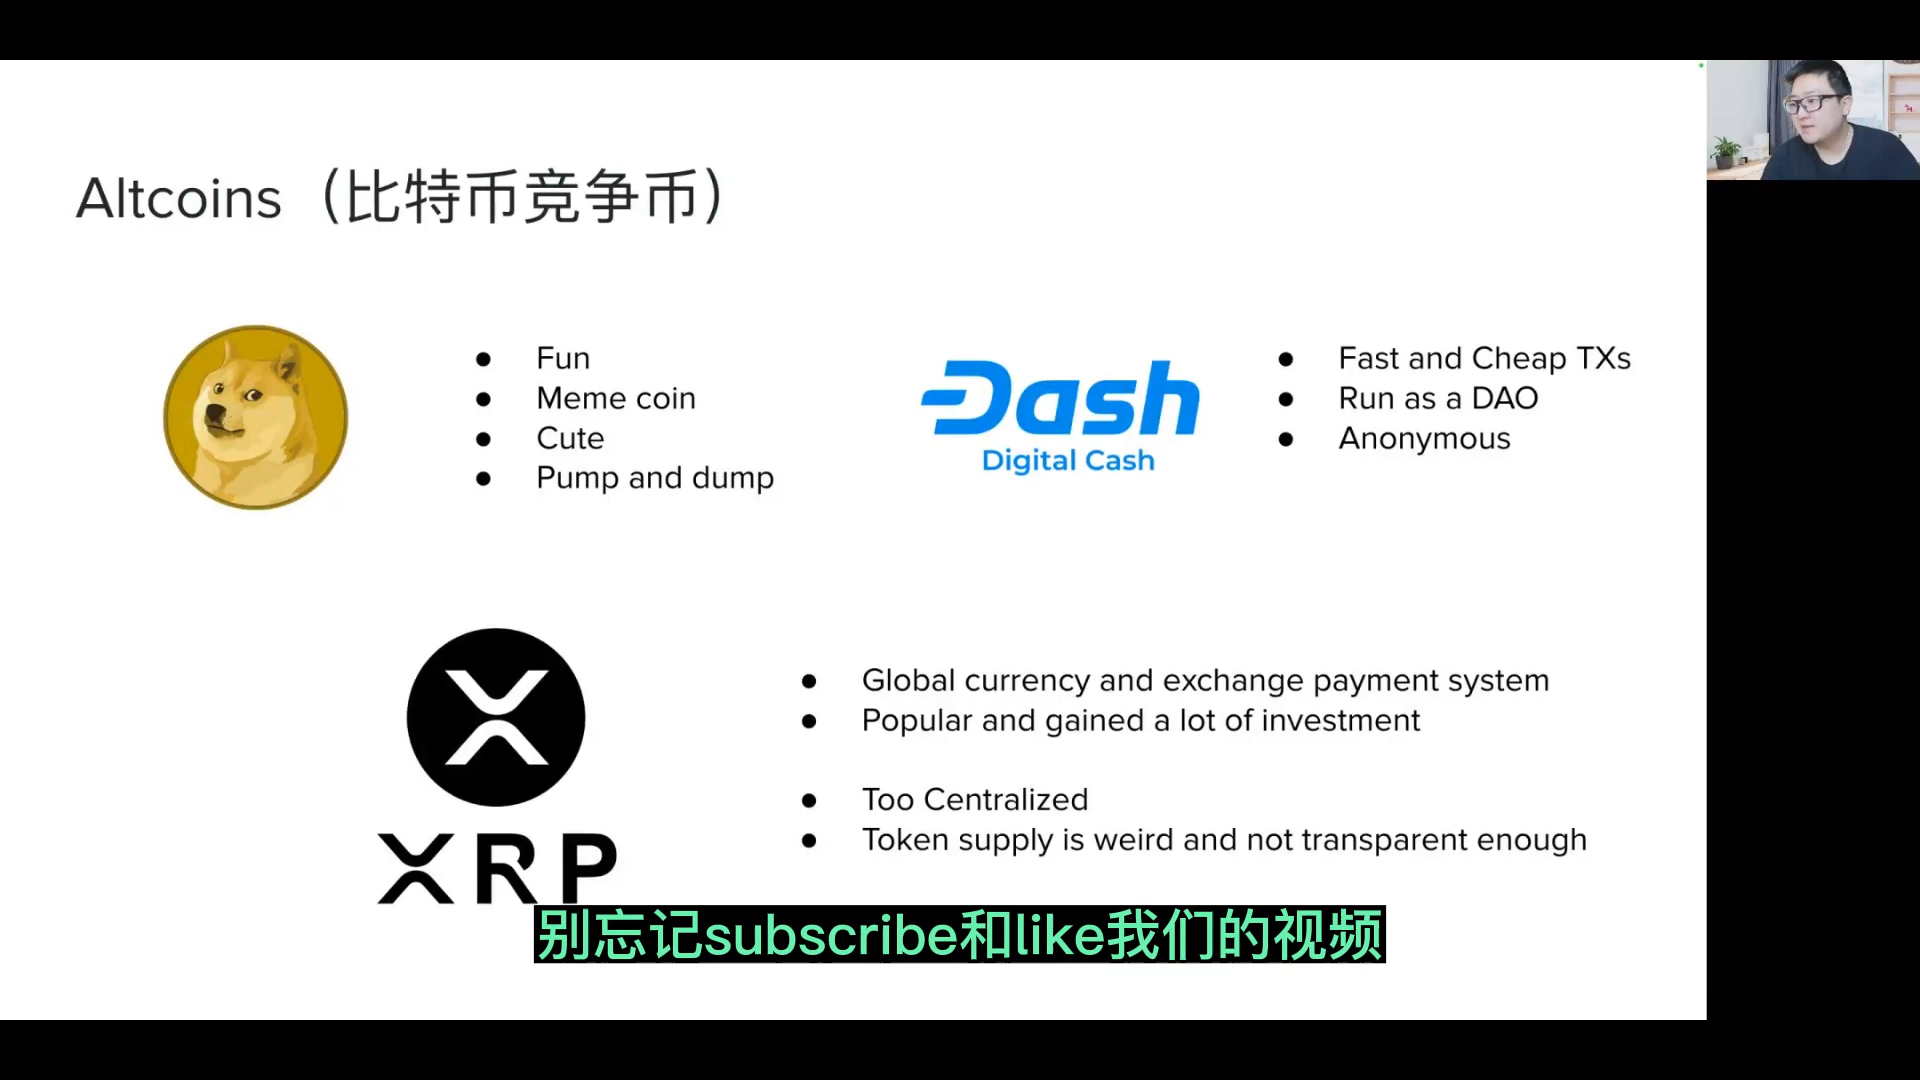 Altcoins（比特币竞争币）
● Fun
● Meme coin
● Cute
● Pump and dump
Dash
Digital Cash
● Fast and Cheap TXs
● Run as a DAO
● Anonymous
XRP
● Global currency and exchange payment system
● Popular and gained a lot of investment
● Too Centralized
● Token supply is weird and not transparent enough
别忘记subscribe和like我们的视频